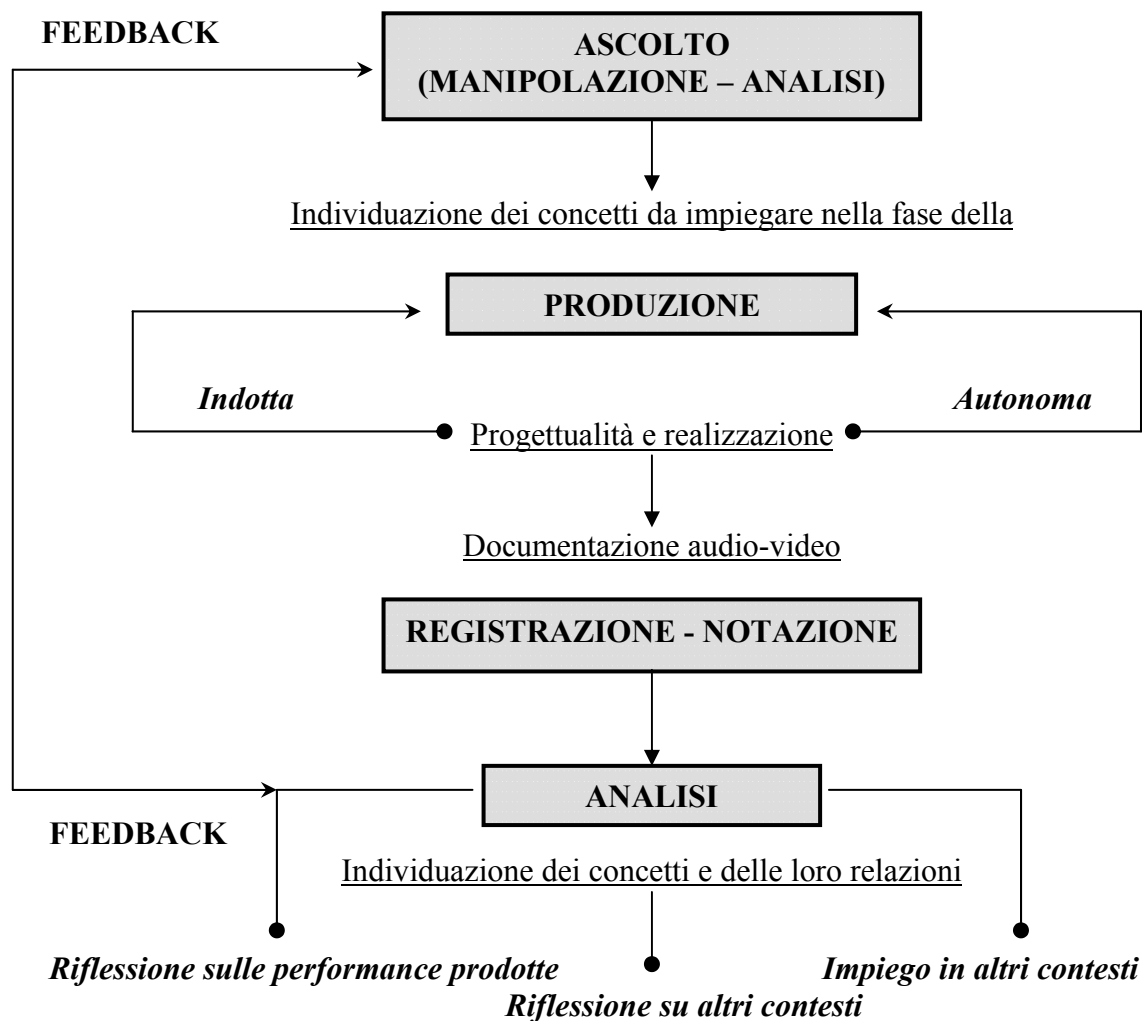 FEEDBACK
ASCOLTO
(MANIPOLAZIONE – ANALISI)
Individuazione dei concetti da impiegare nella fase della
PRODUZIONE
Indotta
Autonoma
Progettualità e realizzazione
Documentazione audio-video
REGISTRAZIONE - NOTAZIONE
ANALISI
FEEDBACK
Individuazione dei concetti e delle loro relazioni
Riflessione sulle performance prodotte
Impiego in altri contesti
Riflessione su altri contesti